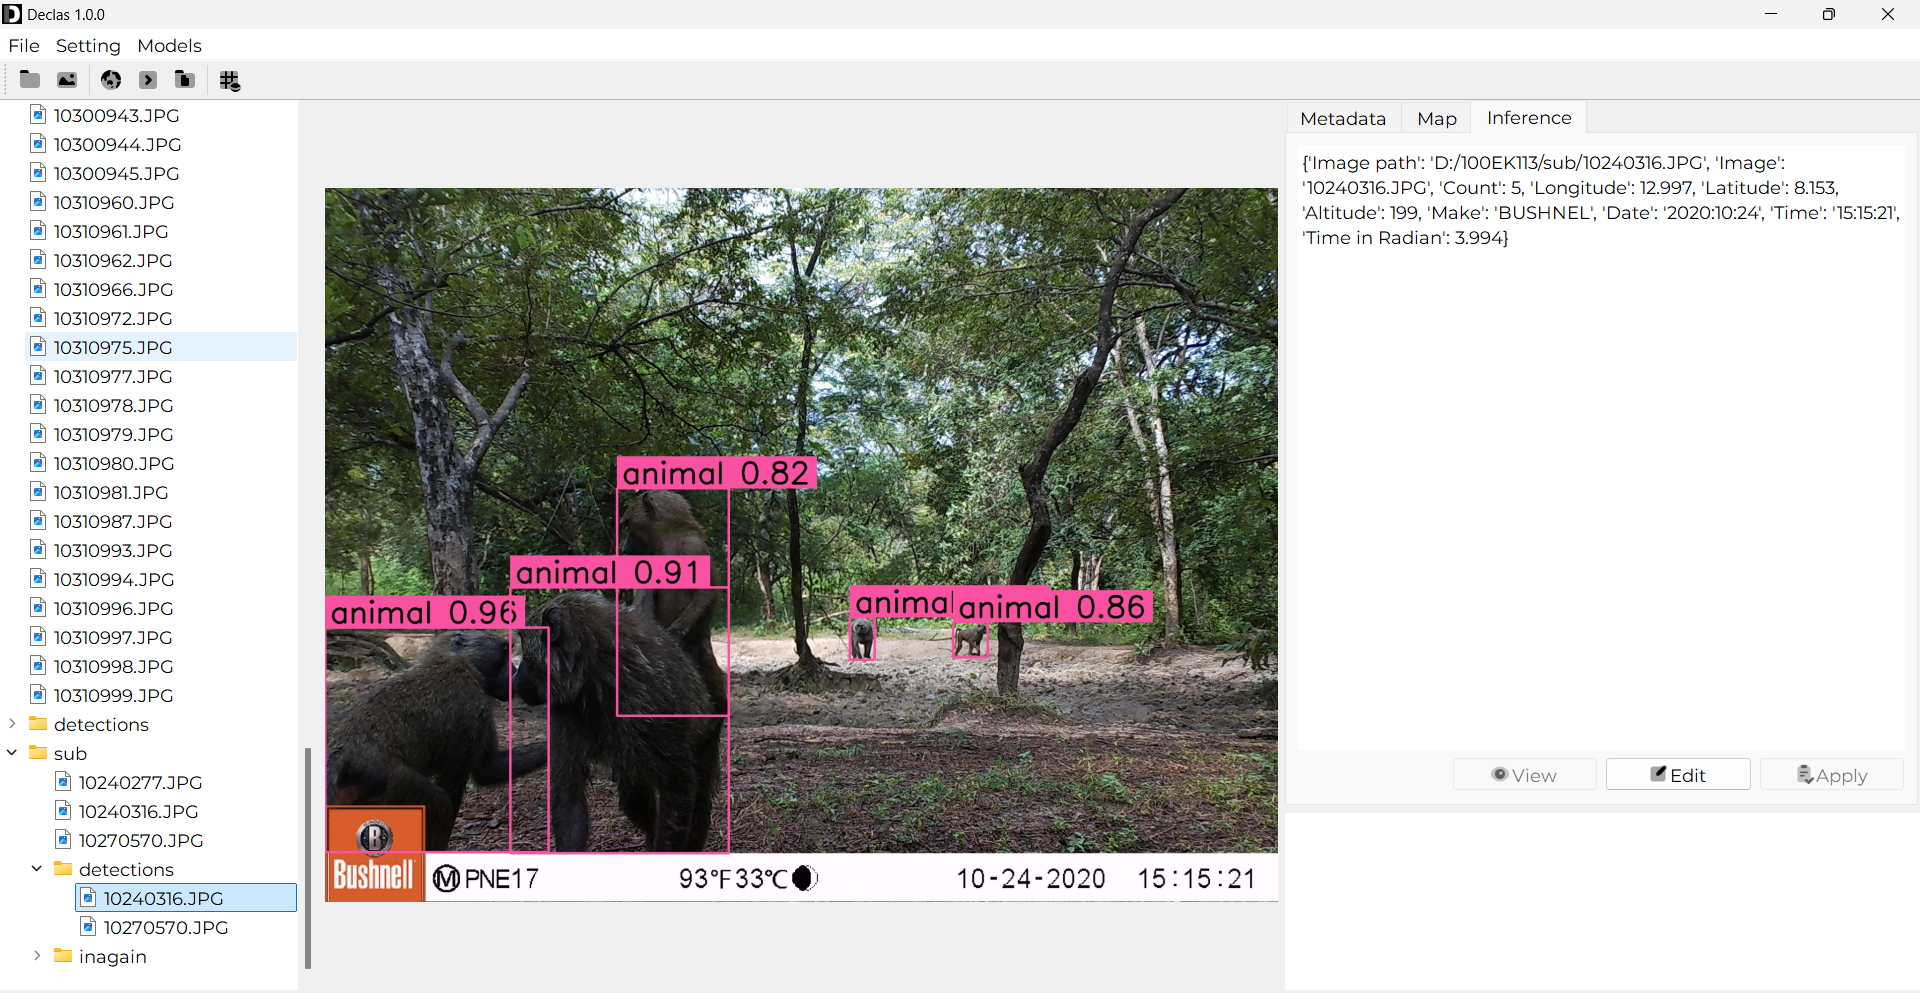 Declas 1.0.0
File Setting Models
10300943.JPG
10300944.JPG
10300945.JPG
10310960.JPG
10310961.JPG
10310962.JPG
10310966.JPG
10310972.JPG
10310975.JPG
10310977.JPG
10310978.JPG
10310979.JPG
10310980.JPG
10310981.JPG
10310987.JPG
10310993.JPG
10310994.JPG
10310996.JPG
10310997.JPG
10310998.JPG
10310999.JPG
detections
sub
10240277.JPG
10240316.JPG
10270570.JPG
detections
10240316.JPG
10270570.JPG
inagain
animal 0.82
animal 0.91
animal 0.96
animal
animal 0.86
B
Bushnell
M PNE17 93°F33°C 10-24-2020 15:15:21
Metadata Map Inference
{'Image path': 'D:/100EK113/sub/10240316.JPG', 'Image':
'10240316.JPG', 'Count': 5, 'Longitude': 12.997, 'Latitude': 8.153,
'Altitude': 199, 'Make': 'BUSHNEL', 'Date': '2020:10:24', 'Time': '15:15:21',
'Time in Radian': 3.994}
View Edit Apply